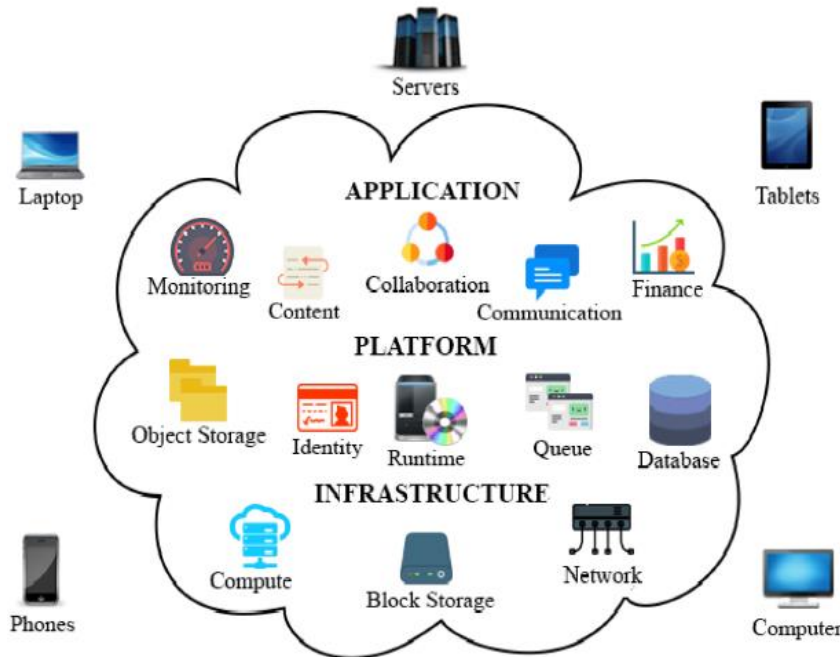 Servers
Laptop
Tablets
APPLICATION
Monitoring
Content
Collaboration
Communication
Finance
PLATFORM
Object Storage
Identity
Runtime
Queue
Database
INFRASTRUCTURE
Compute
Block Storage
Network
Phones
Computer